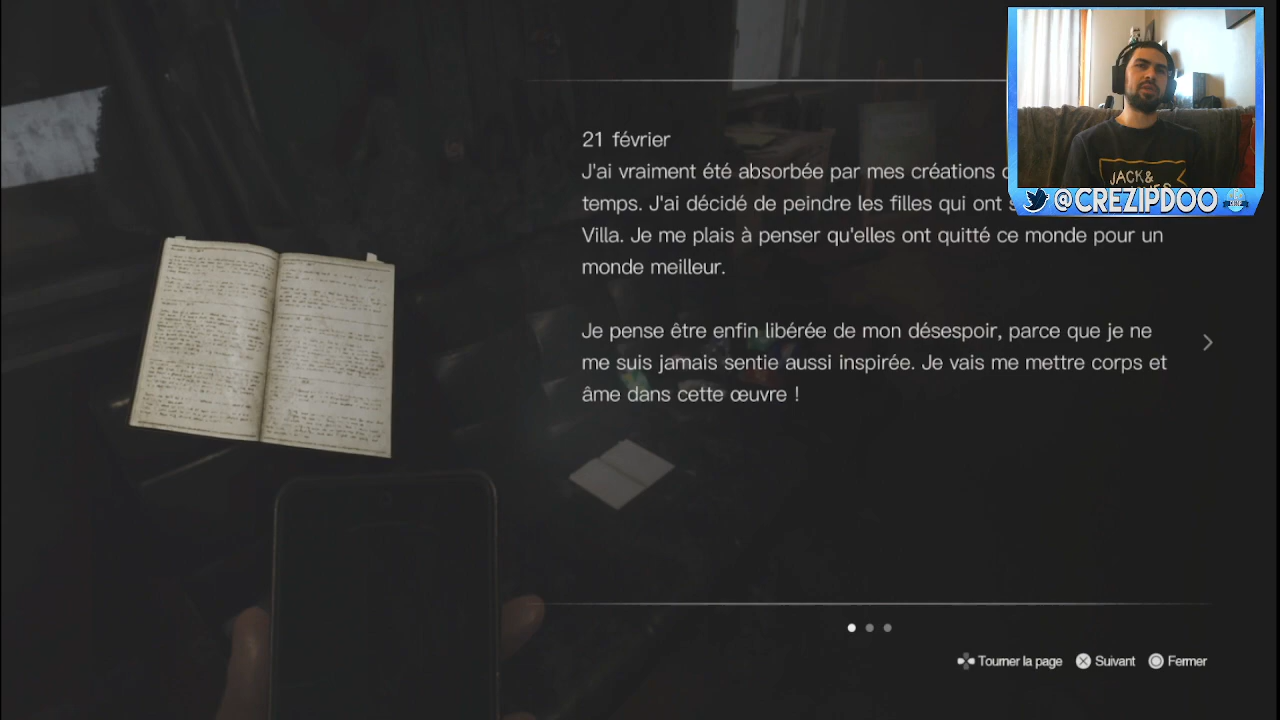 21 février
J'ai vraiment été absorbée par mes créations
temps. J'ai décidé de peindre les filles qui ont
Villa. Je me plais à penser qu'elles ont quitté ce monde pour un
monde meilleur.
Je pense être enfin libérée de mon désespoir, parce que je ne
me suis jamais sentie aussi inspirée. Je vais me mettre corps et
âme dans cette œuvre !
JACK&
@CREZIPDOO
Tourner la page
Suivant
Fermer